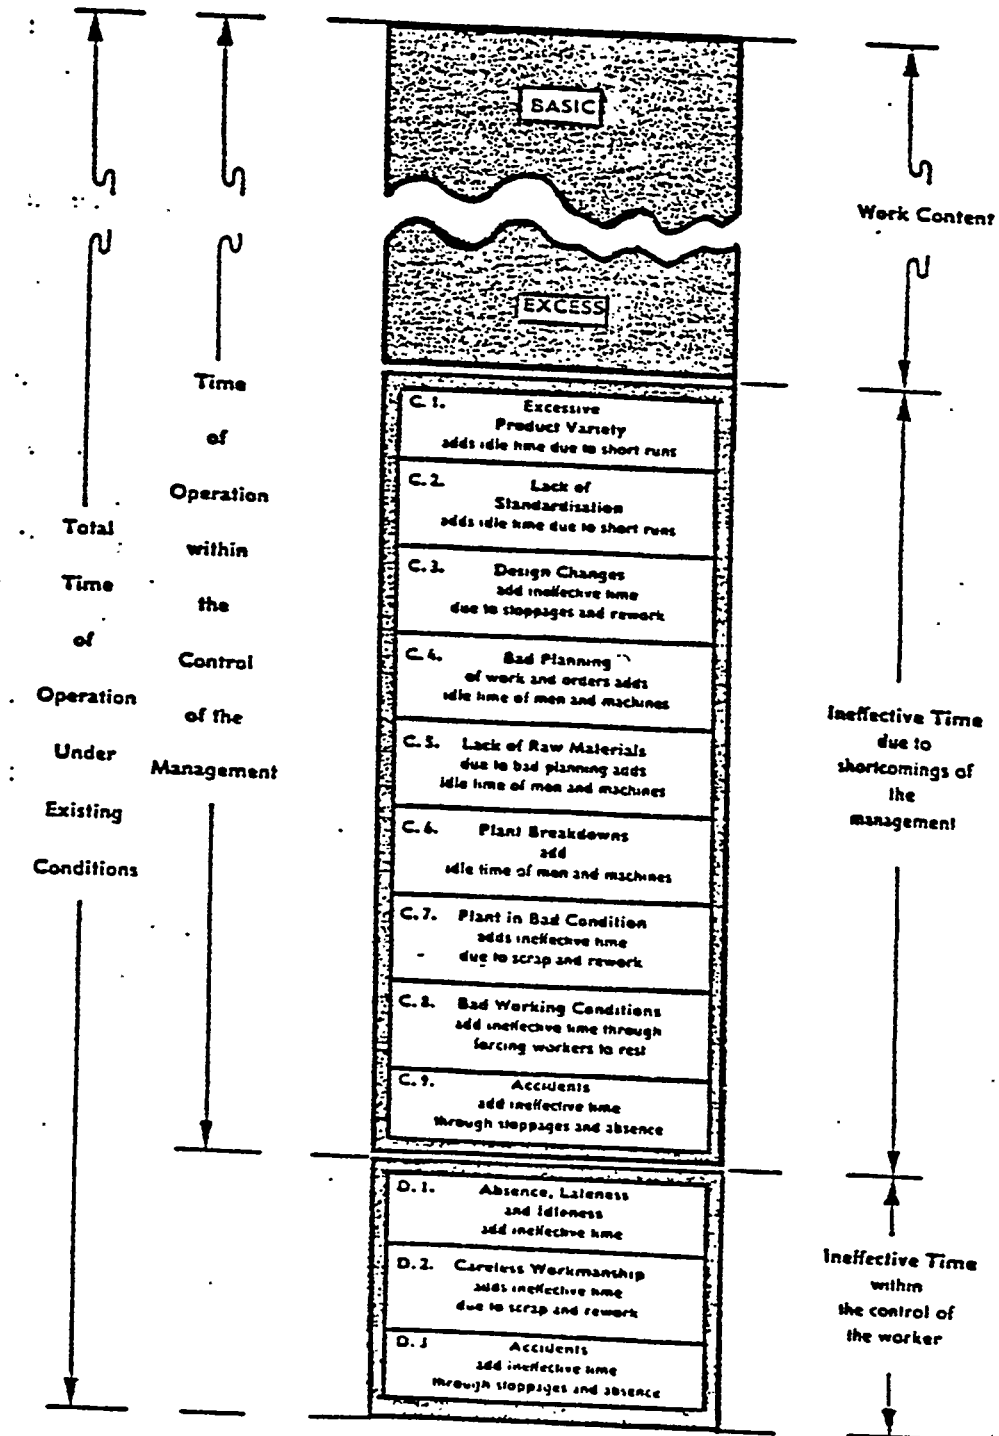 BASIC
EXCESS
Work Content
C. 1. Excessive
Product Variety
adds idle time due to short runs
C. 2. Lack of
Standardisation
adds idle time due to short runs
C. 3. Design Changes
add ineffective time
due to stoppages and rework
C. 4. Bad Planning
of work and orders adds
idle time of men and machines
C. 5. Lack of Raw Materials
due to bad planning adds
idle time of men and machines
C. 6. Plant Breakdowns
add
idle time of men and machines
C. 7. Plant in Bad Condition
adds ineffective time
due to scrap and rework
C. 8. Bad Working Conditions
add ineffective time through
forcing workers to rest
C. 9. Accidents
add ineffective time
through stoppages and absence
D. 1. Absence, Lateness
and Idleness
add ineffective time
D. 2. Careless Workmanship
adds ineffective time
due to scrap and rework
D. 3 Accidents
add ineffective time
through stoppages and absence
Total
Time
of
Operation
Under
Existing
Conditions
Time
of
Operation
within
the
Control
of the
Management
Ineffective Time
due to
shortcomings of
the
management
Ineffective Time
within
the control of
the worker